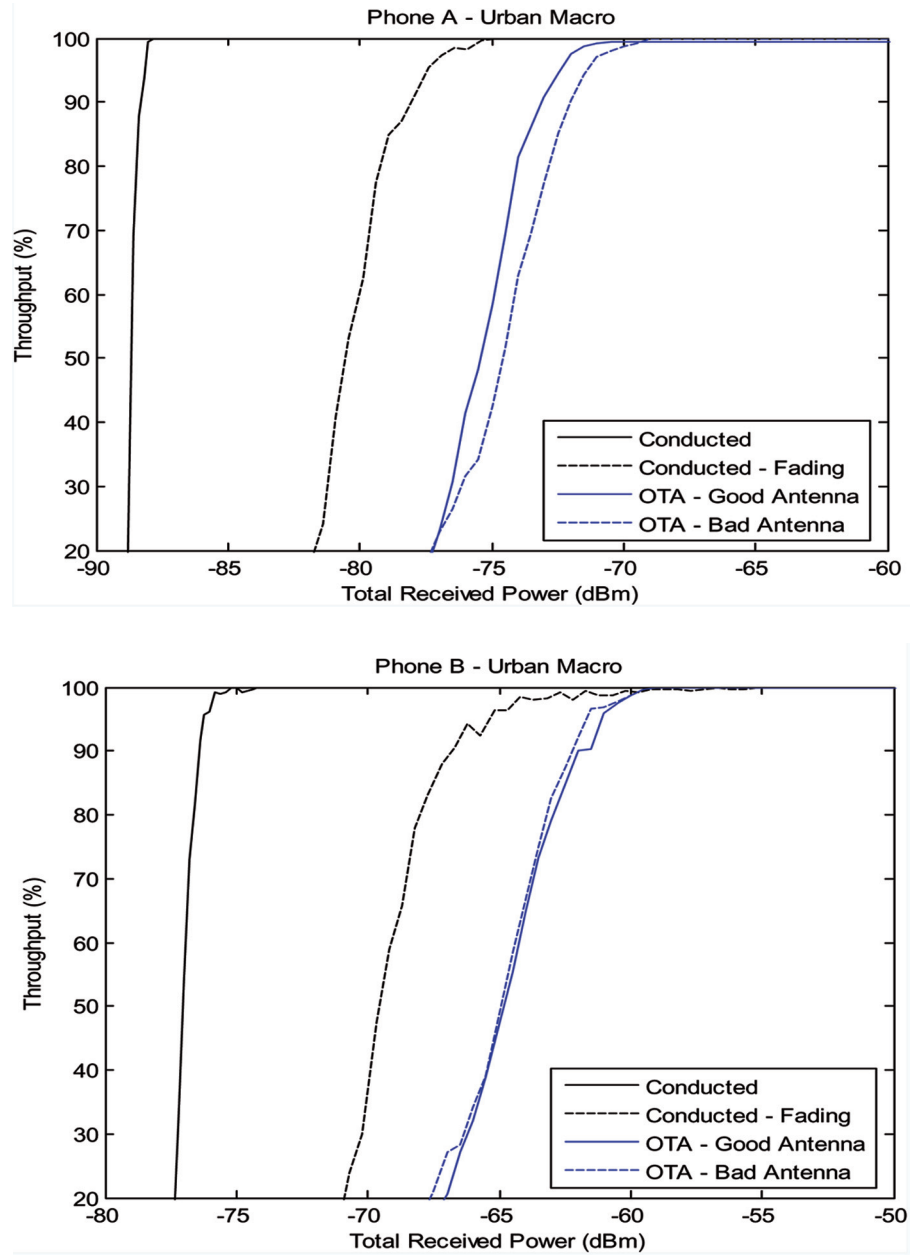 Phone A - Urban Macro
100
90
80
70
60
50
40
30
20
Throughput (%)
-90
-85
-80
-75
-70
-65
-60
Total Received Power (dBm)
Conducted
Conducted - Fading
OTA - Good Antenna
OTA - Bad Antenna
Phone B - Urban Macro
100
90
80
70
60
50
40
30
20
Throughput (%)
-80
-75
-70
-65
-60
-55
-50
Total Received Power (dBm)
Conducted
Conducted - Fading
OTA - Good Antenna
OTA - Bad Antenna